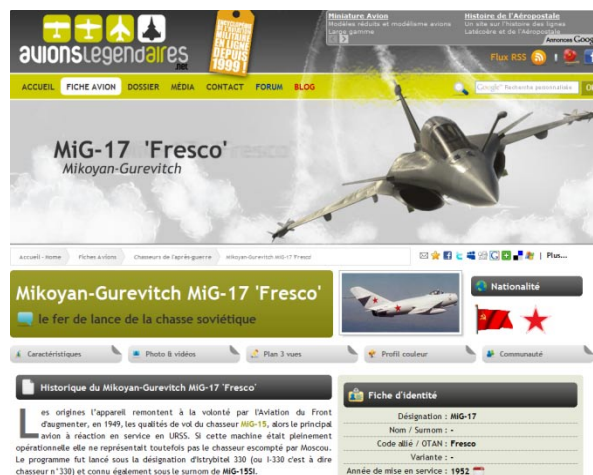 Miniature Avion
Modèles réduits et modélisme avions
Large gamme
Histoire de l'Aéropostale
Un site sur l'histoire des lignes
Latécoère et de l'Aéropostale
Annonces Goog
avionslegendaires
.net
ENCYCLOPEDIE
DE L'AVIATION
MILITAIRE
EN LIGNE
DEPUIS
1999 !
Flux RSS
ACCUEIL FICHE AVION DOSSIER MÉDIA CONTACT FORUM BLOG
Google™ Recherche personnalisée
MiG-17 'Fresco'
Mikoyan-Gurevitch
Accueil - Home Fiches Avions Chasseurs de l'après-guerre Mikoyan-Gurevitch MiG-17 'Fresco'
Plus...
Mikoyan-Gurevitch MiG-17 'Fresco'
le fer de lance de la chasse soviétique
Nationalité
Caractéristiques Photo & vidéos Plan 3 vues Profil couleur Communauté
Historique du Mikoyan-Gurevitch MiG-17 'Fresco'
Les origines l'appareil remontent à la volonté par l'Aviation du Front
d'augmenter, en 1949, les qualités de vol du chasseur MiG-15, alors le principal
avion à réaction en service en URSS. Si cette machine était pleinement
opérationnelle elle ne représentait toutefois pas le chasseur escompté par Moscou.
Le programme fut lancé sous la désignation d'Istrybitel 330 (ou I-330 c'est à dire
chasseur n°330) et connu également sous le surnom de MiG-15SI.
Fiche d'identité
Désignation : MiG-17
Nom / Surnom : -
Code allié / OTAN : Fresco
Variante : -
Année de mise en service : 1952